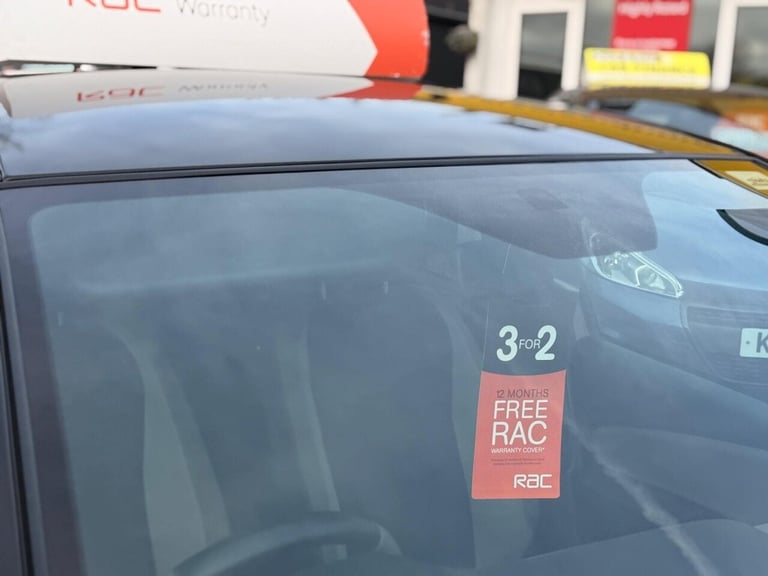 RAC Warranty
3 FOR 2
12 MONTHS
FREE
RAC
WARRANTY COVER*
RAC
K